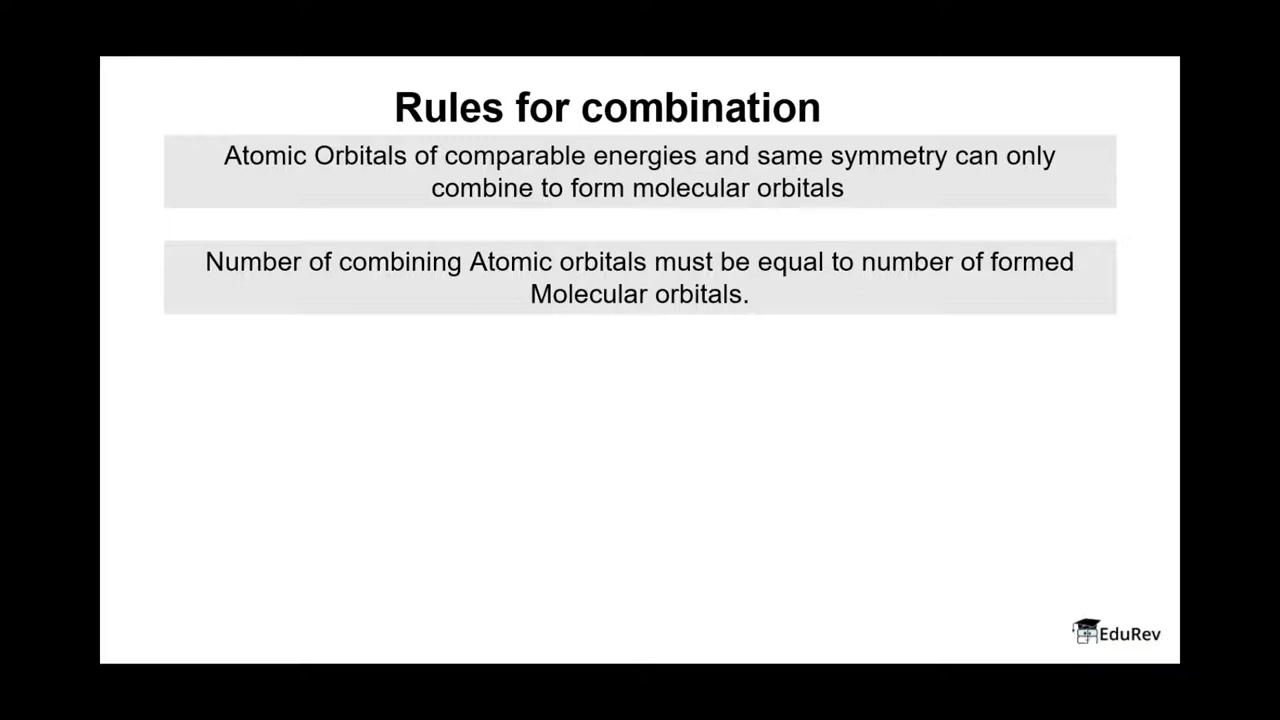 Rules for combination
Atomic Orbitals of comparable energies and same symmetry can only
combine to form molecular orbitals
Number of combining Atomic orbitals must be equal to number of formed
Molecular orbitals.
EduRev